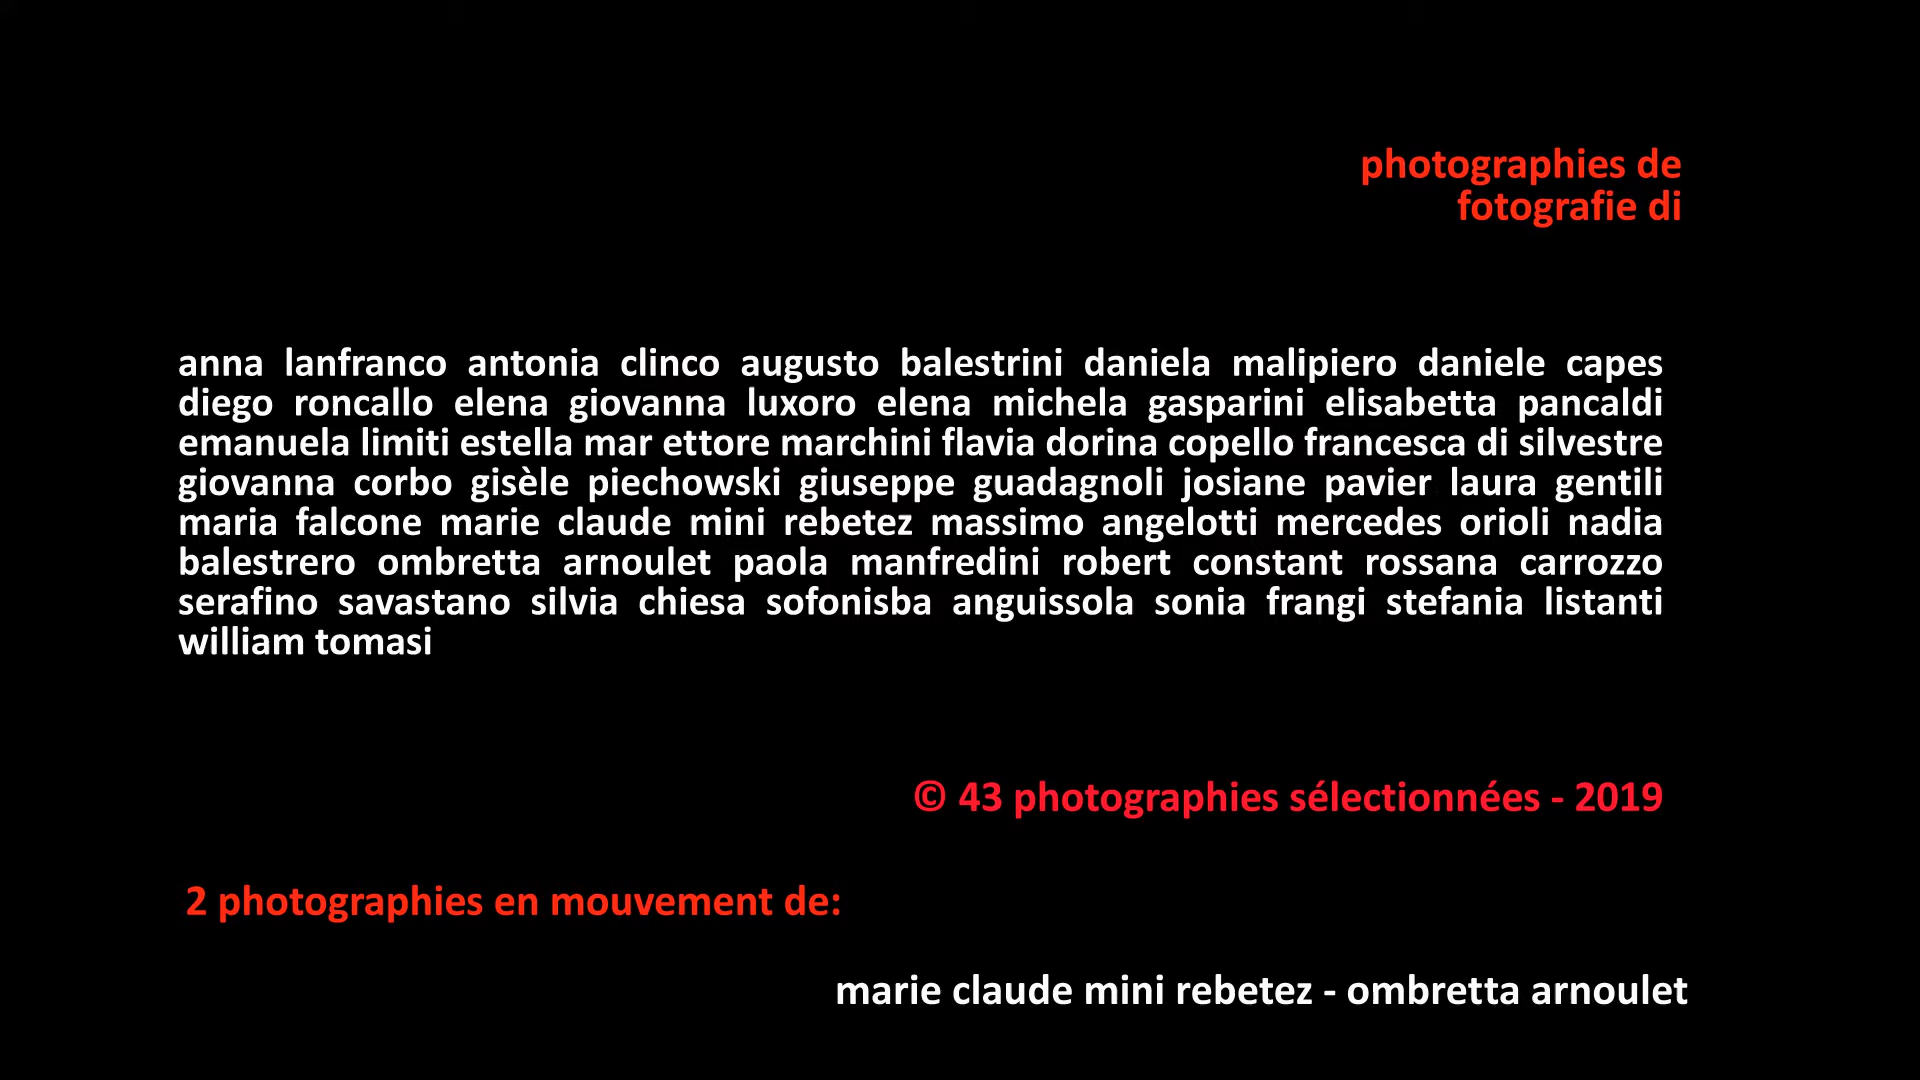 photographies de
fotografie di
anna lanfranco antonia clinco augusto balestrini daniela malipiero daniele capes
diego roncallo elena giovanna luxoro elena michela gasparini elisabetta pancaldi
emanuela limiti estella mar ettore marchini flavia dorina copello francesca di silvestre
giovanna corbo gisèle piechowski giuseppe guadagnoli josiane pavier laura gentili
maria falcone marie claude mini rebetez massimo angelotti mercedes orioli nadia
balestrero ombretta arnoulet paola manfredini robert constant rossana carrozzo
serafino savastano silvia chiesa sofonisba anguissola sonia frangi stefania listanti
william tomasi
© 43 photographies sélectionnées - 2019
2 photographies en mouvement de:
marie claude mini rebetez - ombretta arnoulet